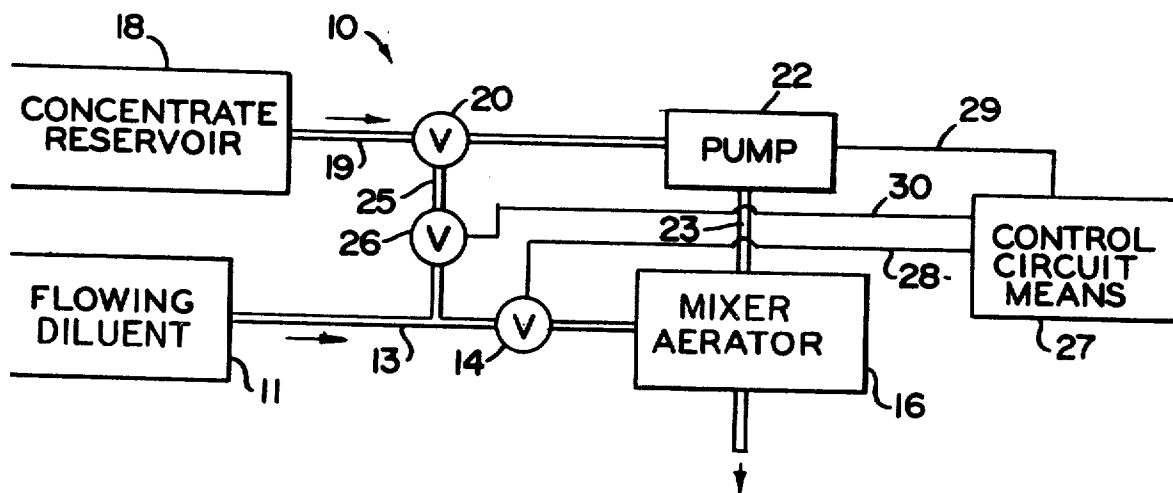 18
10
CONCENTRATE
RESERVOIR
19
20
V
25
26
V
22
PUMP
29
30
23
28
CONTROL
CIRCUIT
MEANS
27
FLOWING
DILUENT
11
13
14
V
MIXER
AERATOR
16